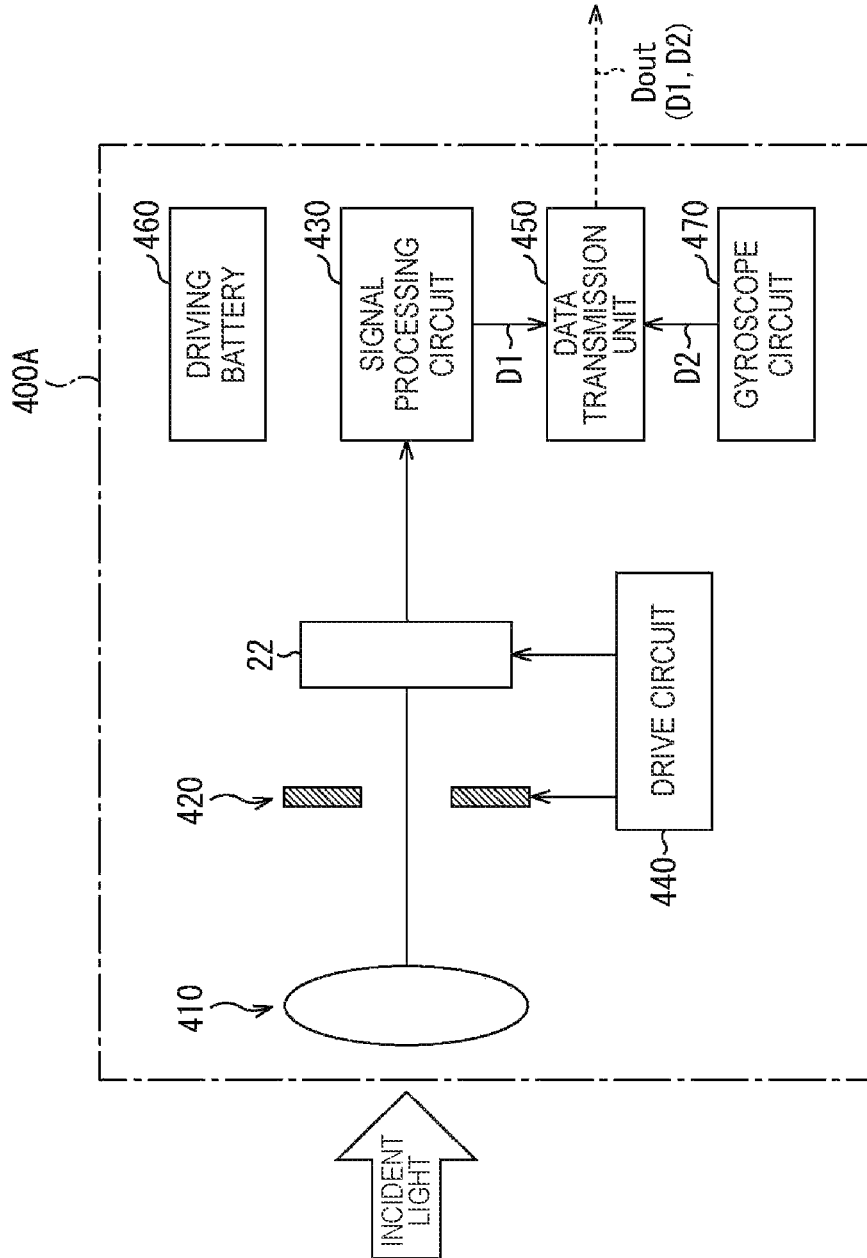 400A
460
DRIVING
BATTERY
430
SIGNAL
PROCESSING
CIRCUIT
D1
450
DATA
TRANSMISSION
UNIT
Dout
(D1, D2)
D2
470
GYROSCOPE
CIRCUIT
22
420
410
INCIDENT
LIGHT
DRIVE CIRCUIT
440